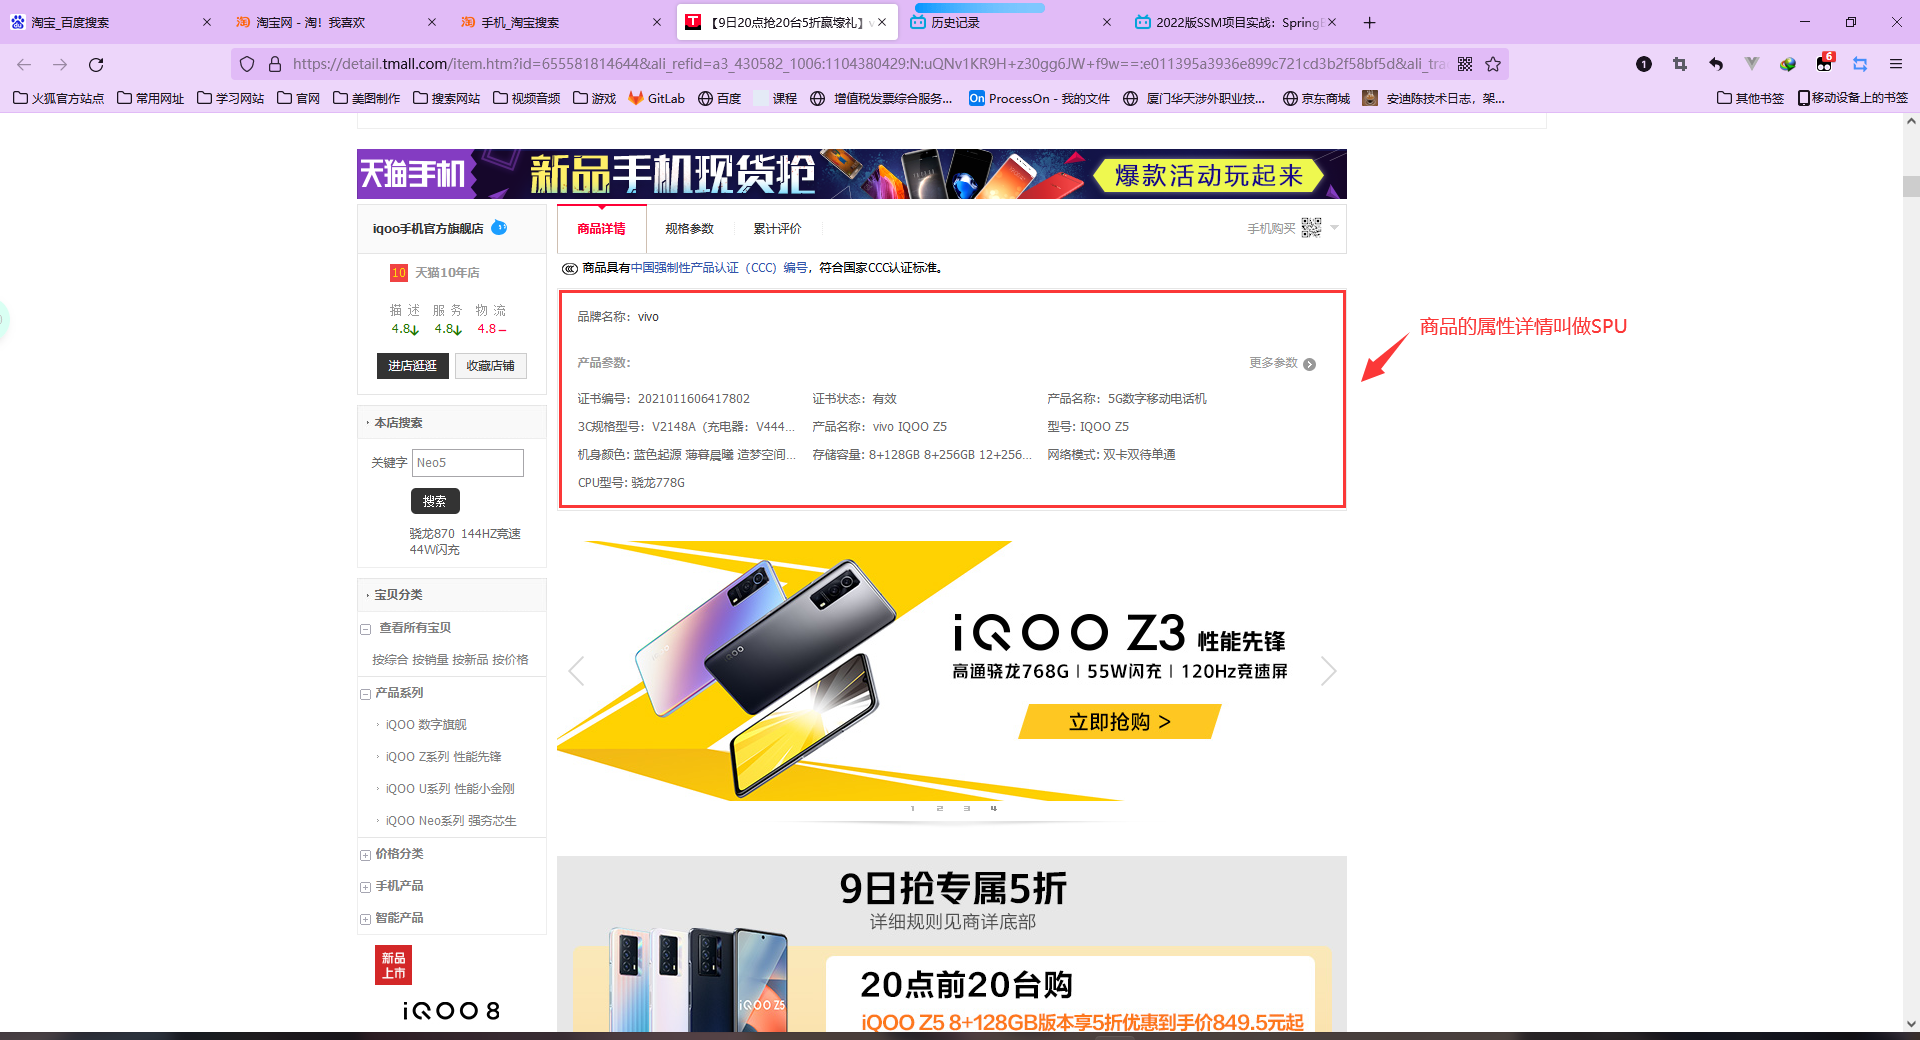 淘宝_百度搜索
淘宝网 - 淘！我喜欢
手机_淘宝搜索
【9日20点抢20台5折赢壕礼】v
历史记录
2022版SSM项目实战：SpringB
https://detail.tmall.com/item.htm?id=655581814644&ali_refid=a3_430582_1006:1104380429:N:uQNv1KR9H+z30gg6JW+f9w==:e011395a3936e899c721cd3b2f58bf5d&ali_tra
火狐官方站点 常用网址 学习网站 官网 美图制作 搜索网站 视频音频 游戏 GitLab 百度 课程 增值税发票综合服务... On ProcessOn - 我的文件 厦门华天涉外职业技... 京东商城 安迪陈技术日志，架... 其他书签 移动设备上的书签
天猫手机 新品手机现货抢 爆款活动玩起来
iqoo手机官方旗舰店
10 天猫10年店
描 述 服 务 物 流
4.8 4.8 4.8
进店逛逛 收藏店铺
本店搜索
关键字 Neo5
搜索
骁龙870 144HZ竞速
44W闪充
宝贝分类
查看所有宝贝
按综合 按销量 按新品 按价格
产品系列
iQOO 数字旗舰
iQOO Z系列 性能先锋
iQOO U系列 性能小金刚
iQOO Neo系列 强夯芯生
价格分类
手机产品
智能产品
新品
上市
iQOO 8
商品详情 规格参数 累计评价 手机购买
商品具有中国强制性产品认证（CCC）编号，符合国家CCC认证标准。
品牌名称：vivo
产品参数： 更多参数
证书编号：2021011606417802 证书状态：有效 产品名称：5G数字移动电话机
3C规格型号：V2148A（充电器：V444... 产品名称：vivo IQOO Z5 型号: IQOO Z5
机身颜色: 蓝色起源 薄暮晨曦 造梦空间... 存储容量: 8+128GB 8+256GB 12+256... 网络模式: 双卡双待单通
CPU型号: 骁龙778G
商品的属性详情叫做SPU
iQOO Z3 性能先锋
高通骁龙768G | 55W闪充 | 120Hz竞速屏
立即抢购 >
1 2 3 4
9日抢专属5折
详细规则见商详底部
20点前20台购
iQOO Z5
iQOO Z5 8+128GB版本享5折优惠到手价849.5元起